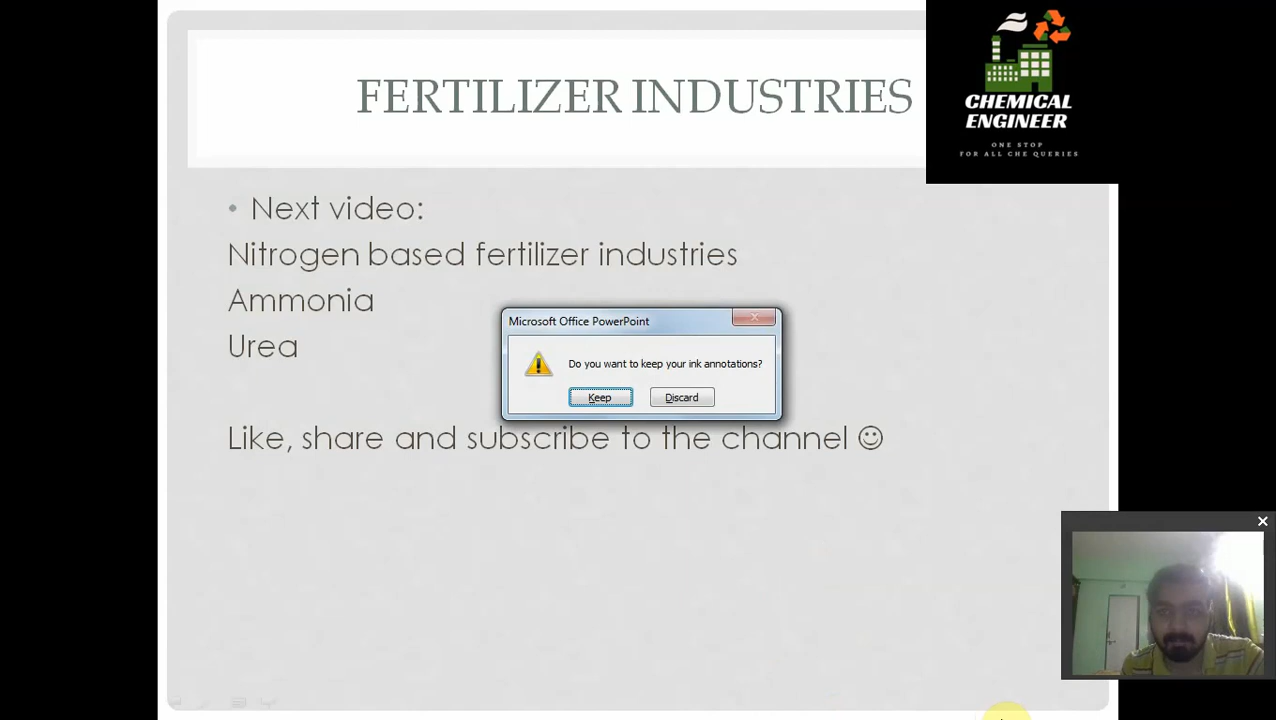 FERTILIZER INDUSTRIES
CHEMICAL
ENGINEER
ONE STOP
FOR ALL CHE QUERIES
• Next video:
Nitrogen based fertilizer industries
Ammonia
Urea
Microsoft Office PowerPoint
Do you want to keep your ink annotations?
Keep
Discard
Like, share and subscribe to the channel ☺